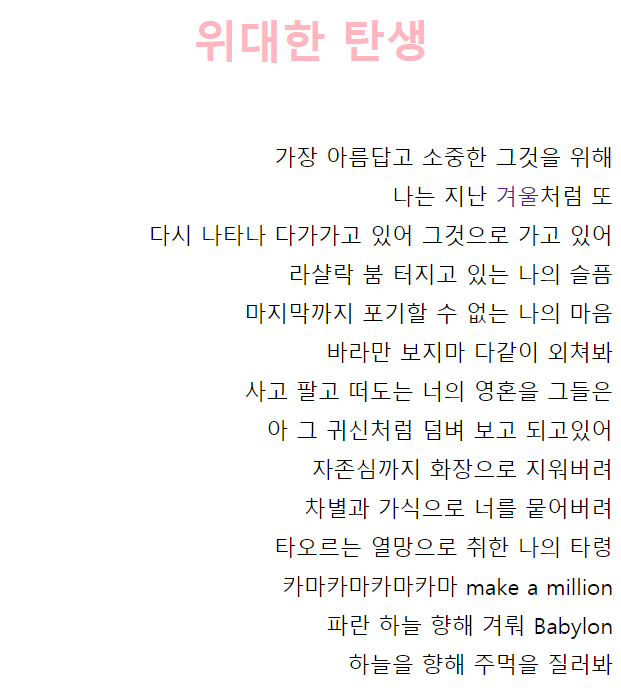 위대한 탄생
가장 아름답고 소중한 그것을 위해
나는 지난 겨울처럼 또
다시 나타나 다가가고 있어 그것으로 가고 있어
라샬락 붐 터지고 있는 나의 슬픔
마지막까지 포기할 수 없는 나의 마음
바라만 보지마 다같이 외쳐봐
사고 팔고 떠도는 너의 영혼을 그들은
아 그 귀신처럼 덤벼 보고 되고있어
자존심까지 화장으로 지워버려
차별과 가식으로 너를 뭍어버려
타오르는 열망으로 취한 나의 타령
카마카마카마카마 make a million
파란 하늘 향해 겨뤄 Babylon
하늘을 향해 주먹을 질러봐